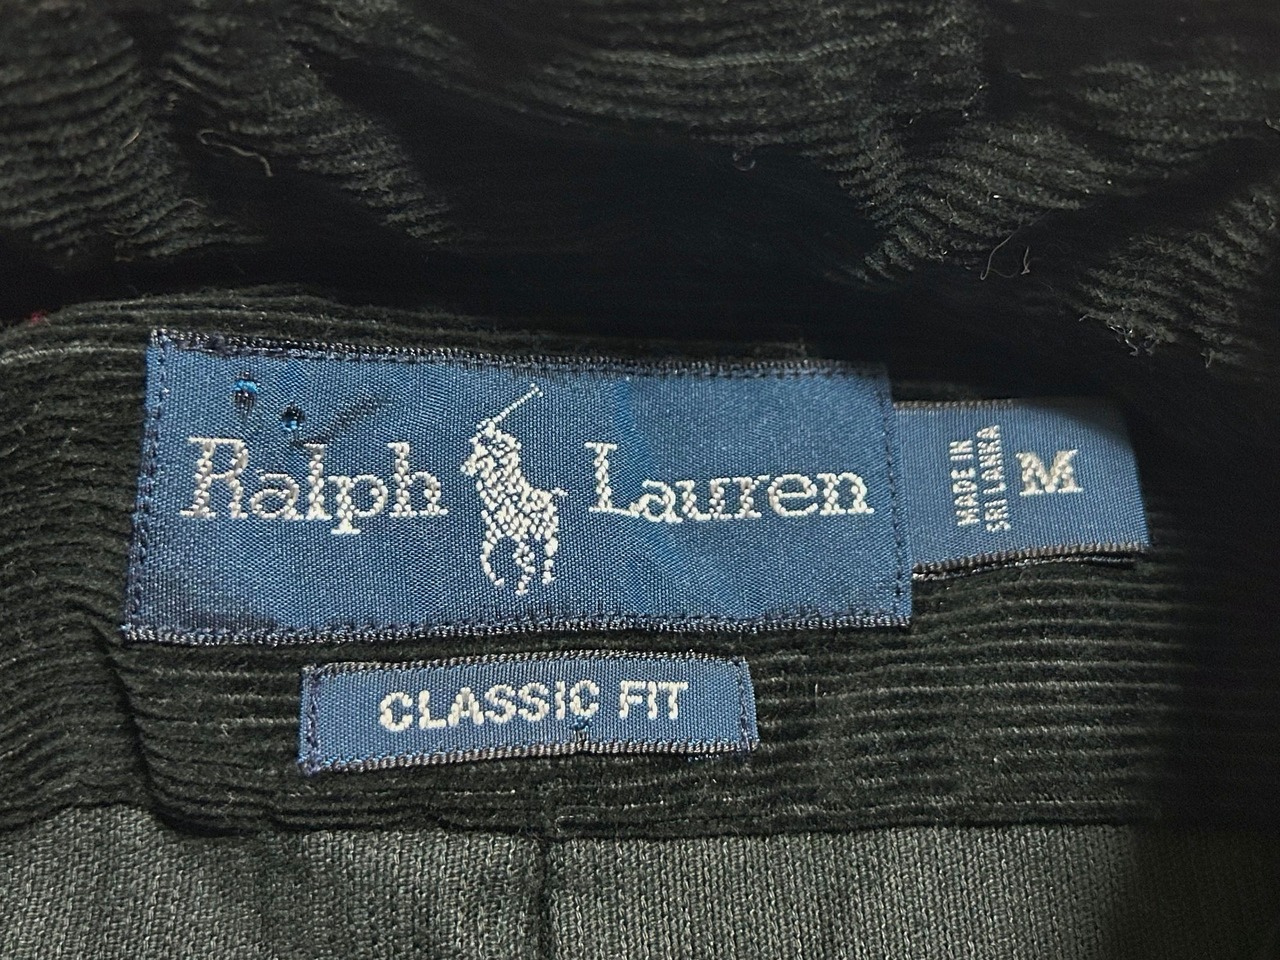 Ralph Lauren
MADE IN
SRI LANKA
M
CLASSIC FIT